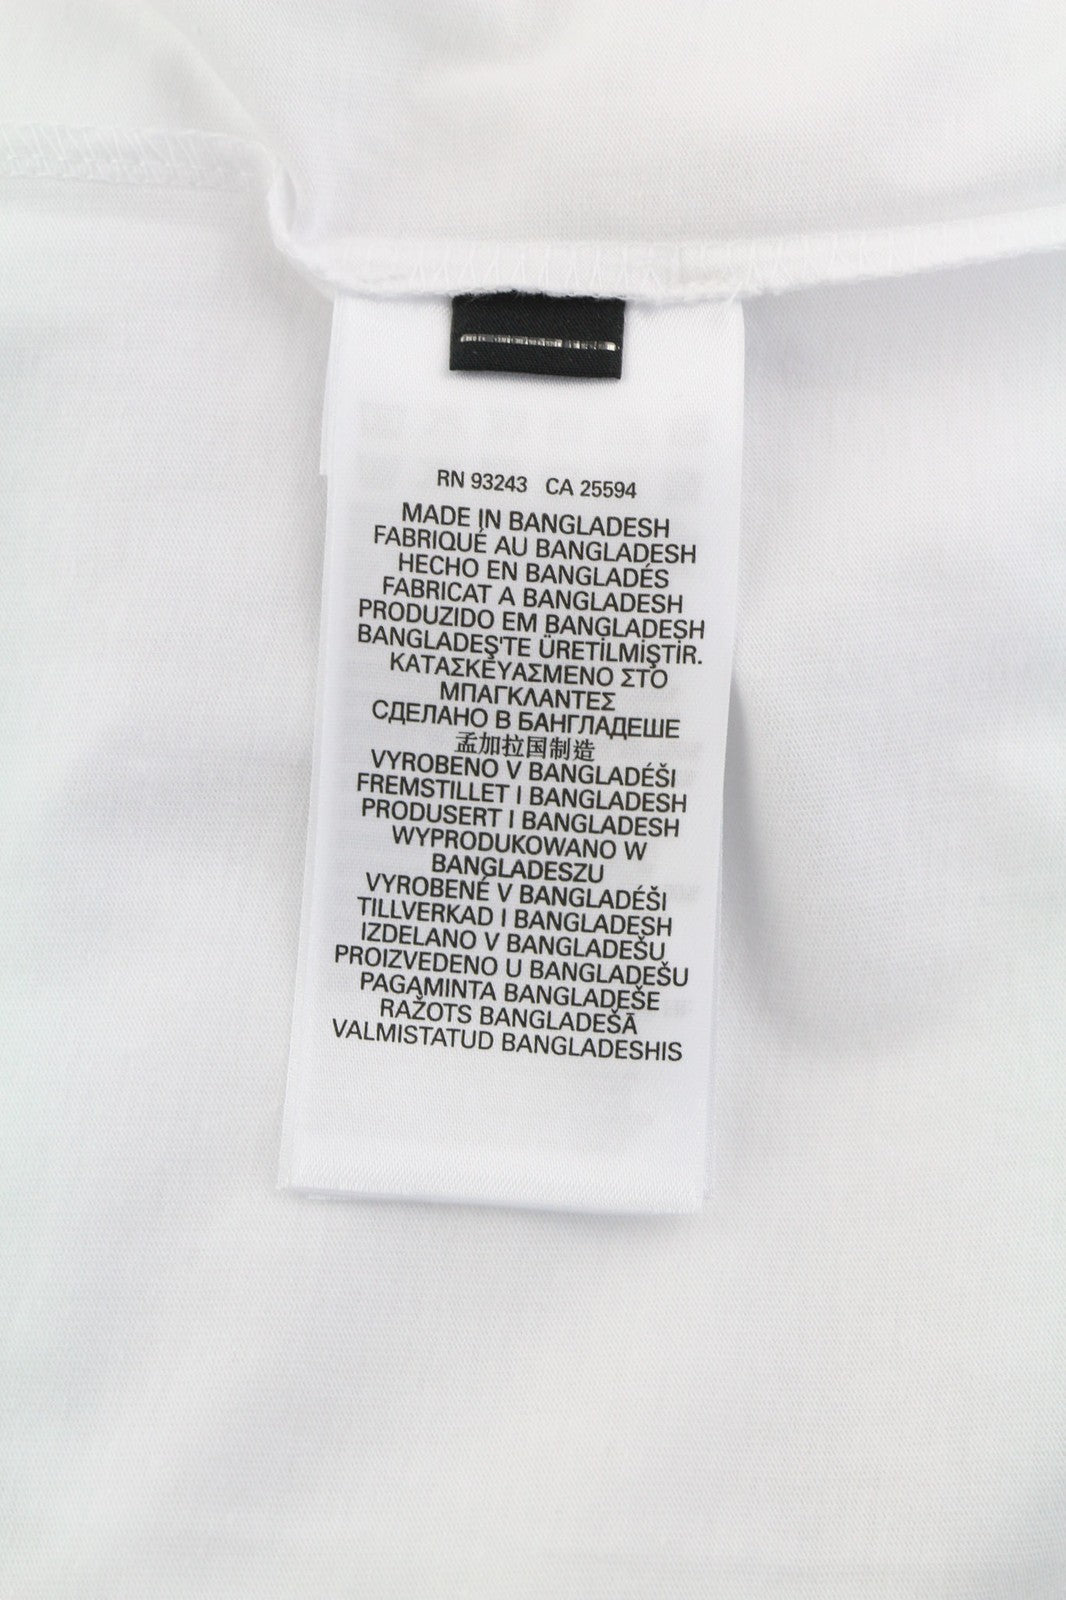 RN 93243 CA 25594
MADE IN BANGLADESH
FABRIQUÉ AU BANGLADESH
HECHO EN BANGLADÉS
FABRICAT A BANGLADESH
PRODUZIDO EM BANGLADESH
BANGLADEŞ'TE ÜRETİLMİŞTİR.
ΚΑΤΑΣΚΕΥΑΣΜΕΝΟ ΣΤΟ
ΜΠΑΓΚΛΑΝΤΕΣ
СДЕЛАНО В БАНГЛАДЕШЕ
孟加拉国制造
VYROBENO V BANGLADÉŠI
FREMSTILLET I BANGLADESH
PRODUSERT I BANGLADESH
WYPRODUKOWANO W
BANGLADESZU
VYROBENÉ V BANGLADÉŠI
TILLVERKAD I BANGLADESH
IZDELANO V BANGLADEŠU
PROIZVEDENO U BANGLADEŠU
PAGAMINTA BANGLADEŠE
RAŽOTS BANGLADEŠĀ
VALMISTATUD BANGLADESHIS